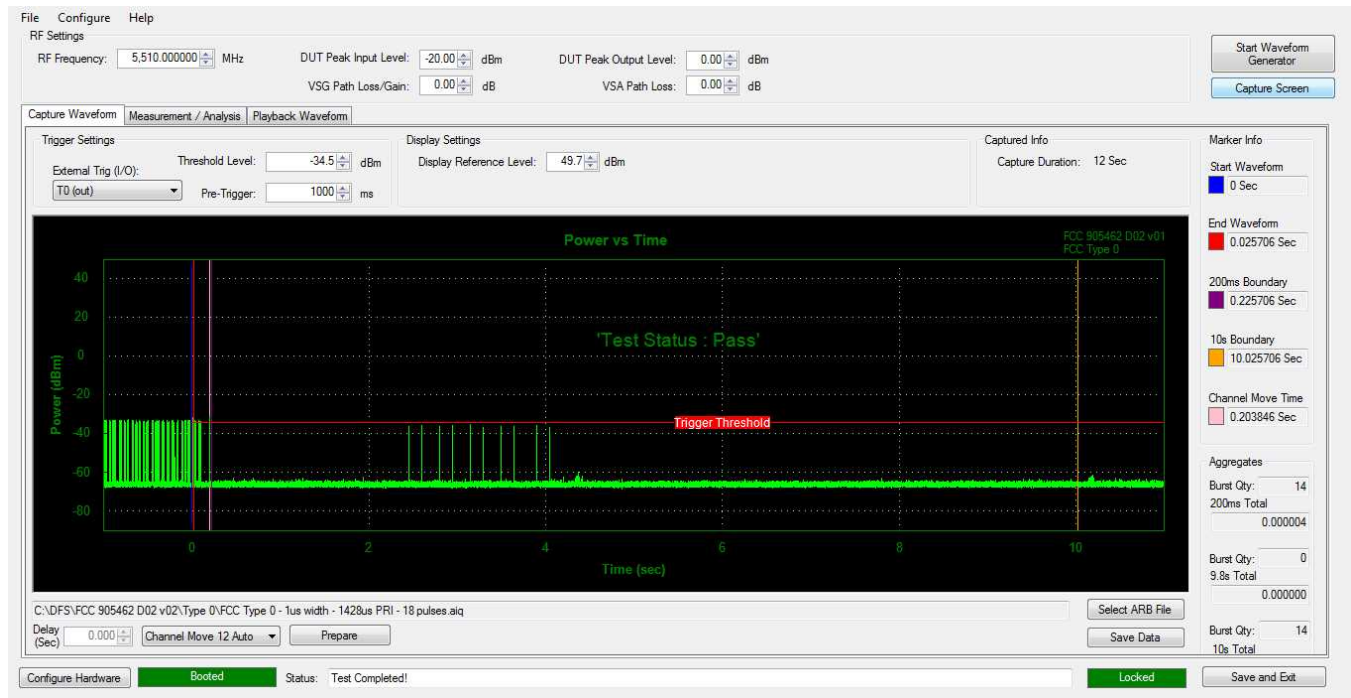 File Configure Help
RF Settings
RF Frequency: 5,510.000000 MHz DUT Peak Input Level: -20.00 dBm DUT Peak Output Level: 0.00 dBm
VSG Path Loss/Gain: 0.00 dB VSA Path Loss: 0.00 dB
Start Waveform
Generator
Capture Screen
Capture Waveform Measurement / Analysis Playback Waveform
Trigger Settings
External Trig (I/O):
T0 (out)
Threshold Level: -34.5 dBm
Pre-Trigger: 1000 ms
Display Settings
Display Reference Level: 49.7 dBm
Captured Info
Capture Duration: 12 Sec
Power vs Time
FCC 905462 D02 v01
FCC Type 0
'Test Status : Pass'
Trigger Threshold
Power (dBm)
40
20
0
-20
-40
-60
-80
0 2 4 6 8 10
Time (sec)
Marker Info
Start Waveform
0 Sec
End Waveform
0.025706 Sec
200ms Boundary
0.225706 Sec
10s Boundary
10.025706 Sec
Channel Move Time
0.203846 Sec
Aggregates
Burst Qty: 14
200ms Total
0.000004
Burst Qty: 0
9.8s Total
0.000000
Burst Qty: 14
10s Total
C:\DFS\FCC 905462 D02 v02\Type 0\FCC Type 0 - 1us width - 1428us PRI - 18 pulses.aiq
Select ARB File
Delay
(Sec) 0.000 Channel Move 12 Auto Prepare
Save Data
Configure Hardware Booted Status: Test Completed! Locked Save and Exit